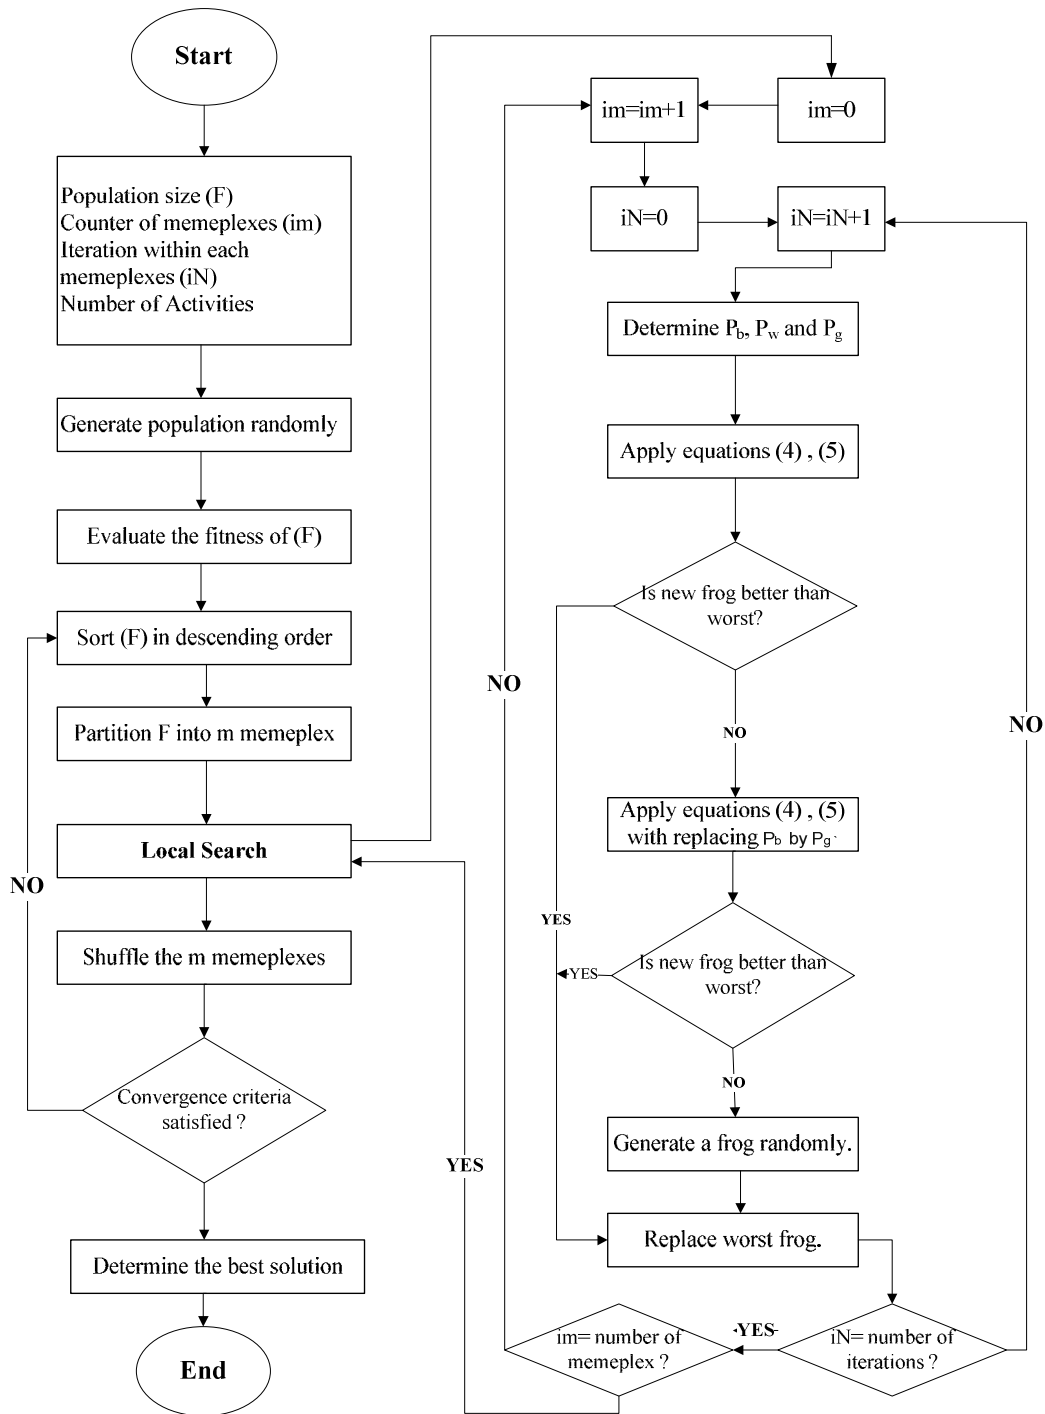 Start
Population size (F)
Counter of memeplexes (im)
Iteration within each
memeplexes (iN)
Number of Activities
Generate population randomly
Evaluate the fitness of (F)
Sort (F) in descending order
Partition F into m memeplex
Local Search
NO
Shuffle the m memeplexes
Convergence criteria
satisfied ?
Determine the best solution
End
im=im+1
im=0
iN=0
iN=iN+1
Determine Pb, Pw and Pg
Apply equations (4) , (5)
Is new frog better than
worst?
NO
NO
NO
Apply equations (4) , (5)
with replacing Pb by Pg
YES
Is new frog better than
worst?
YES
NO
Generate a frog randomly.
YES
Replace worst frog.
iN= number of
iterations ?
YES
im= number of
memeplex ?